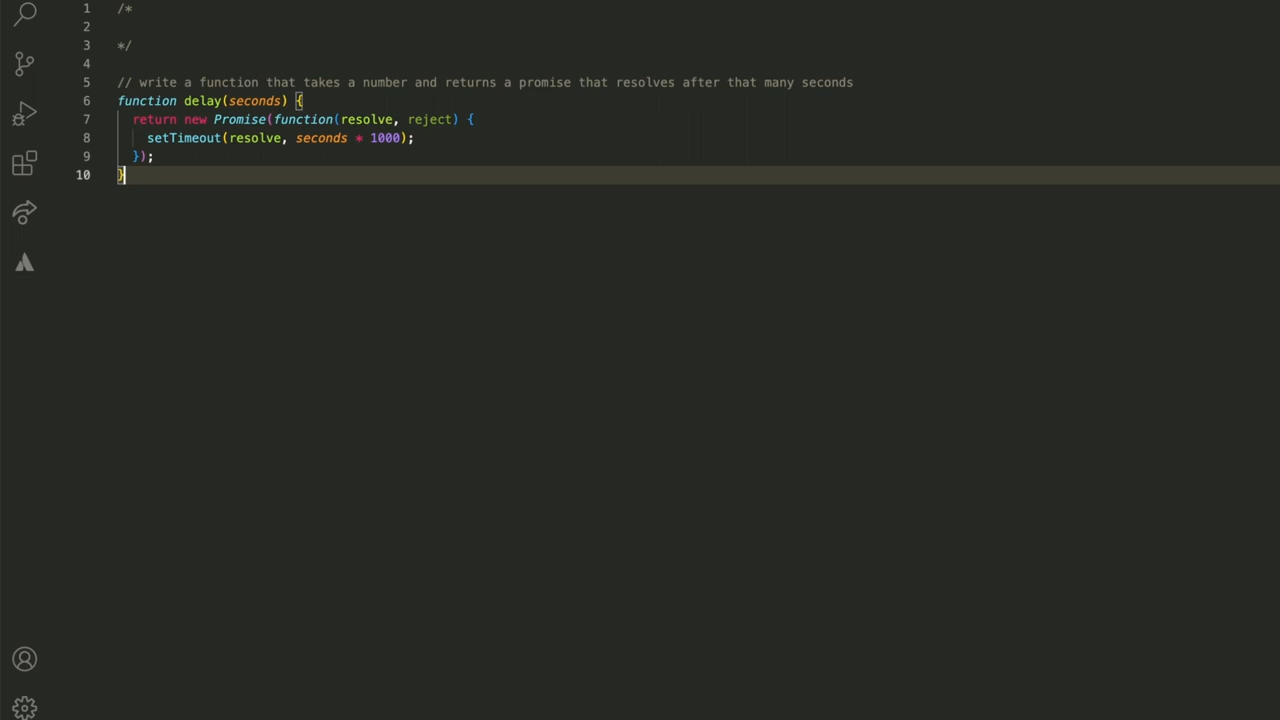 1 /*
2
3 */
4
5 // write a function that takes a number and returns a promise that resolves after that many seconds
6 function delay(seconds) {
7 return new Promise(function(resolve, reject) {
8 setTimeout(resolve, seconds * 1000);
9 });
10 }